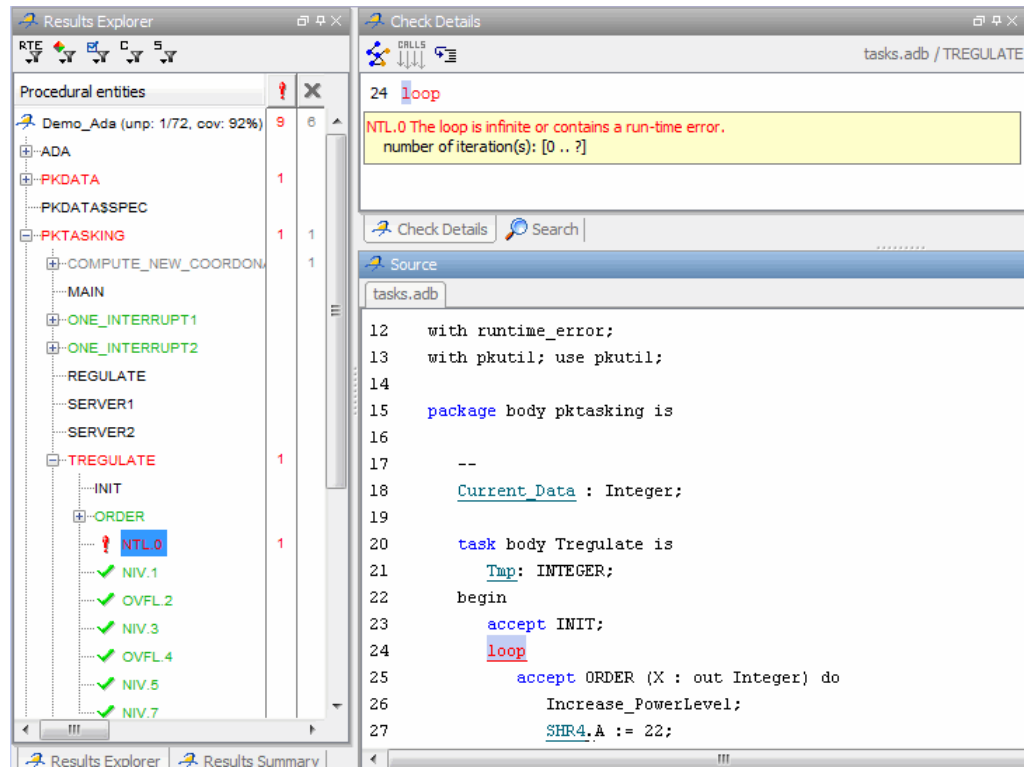 Results Explorer
RTE
C
S
Procedural entities
Demo_Ada (unp: 1/72, cov: 92%) 9 6
ADA
PKDATA 1
PKDATA$SPEC
PKTASKING 1 1
COMPUTE_NEW_COORDONA 1
MAIN
ONE_INTERRUPT1
ONE_INTERRUPT2
REGULATE
SERVER1
SERVER2
TREGULATE 1
INIT
ORDER
NTL.0 1
NIV.1
OVFL.2
NIV.3
OVFL.4
NIV.5
NIV.7
Results Explorer Results Summary
Check Details
CALLS
tasks.adb / TREGULATE
24 loop
NTL.0 The loop is infinite or contains a run-time error.
number of iteration(s): [0 .. ?]
Check Details Search
Source
tasks.adb
12 with runtime_error;
13 with pkutil; use pkutil;
14
15 package body pktasking is
16
17 --
18 Current_Data : Integer;
19
20 task body Tregulate is
21 Tmp: INTEGER;
22 begin
23 accept INIT;
24 loop
25 accept ORDER (X : out Integer) do
26 Increase_PowerLevel;
27 SHR4.A := 22;